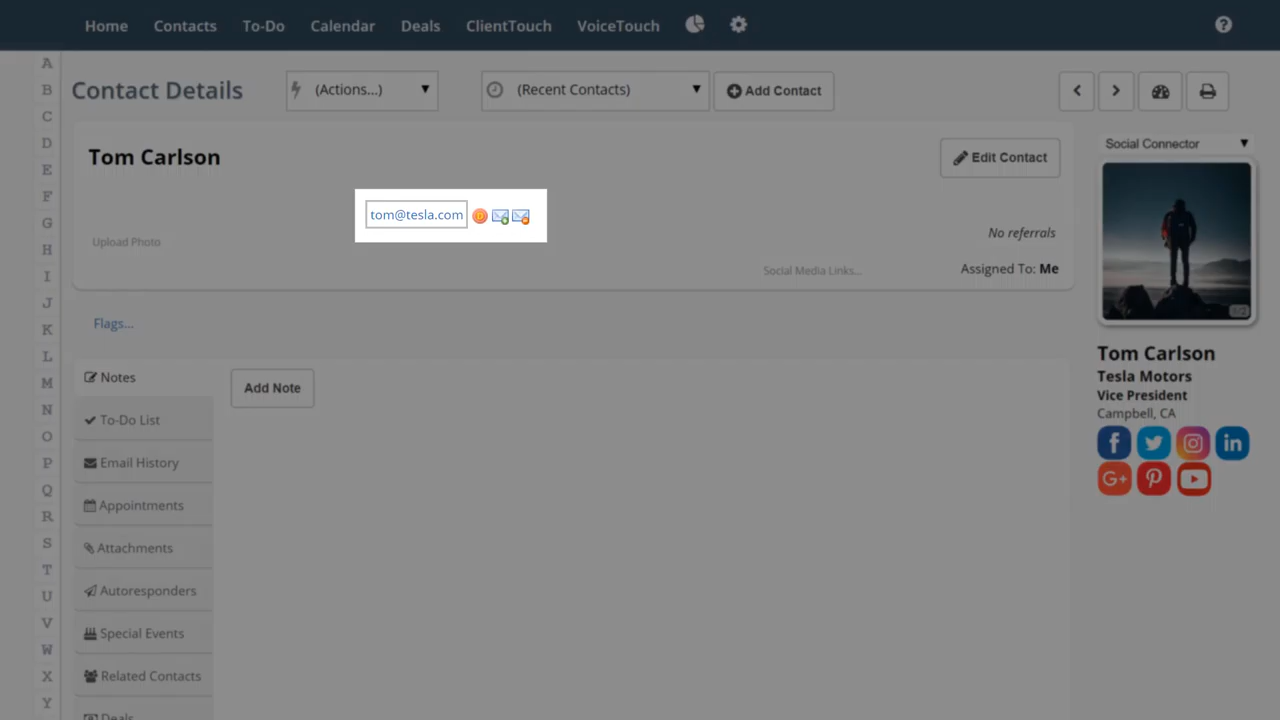 Home Contacts To-Do Calendar Deals ClientTouch VoiceTouch
Contact Details (Actions...) (Recent Contacts) Add Contact
Tom Carlson
Edit Contact
tom@tesla.com
Upload Photo
No referrals
Social Media Links...
Assigned To: Me
Flags...
Notes
Add Note
To-Do List
Email History
Appointments
Attachments
Autoresponders
Special Events
Related Contacts
Deals
A
B
C
D
E
F
G
H
I
J
K
L
M
N
O
P
Q
R
S
T
U
V
W
X
Y
Social Connector
Tom Carlson
Tesla Motors
Vice President
Campbell, CA